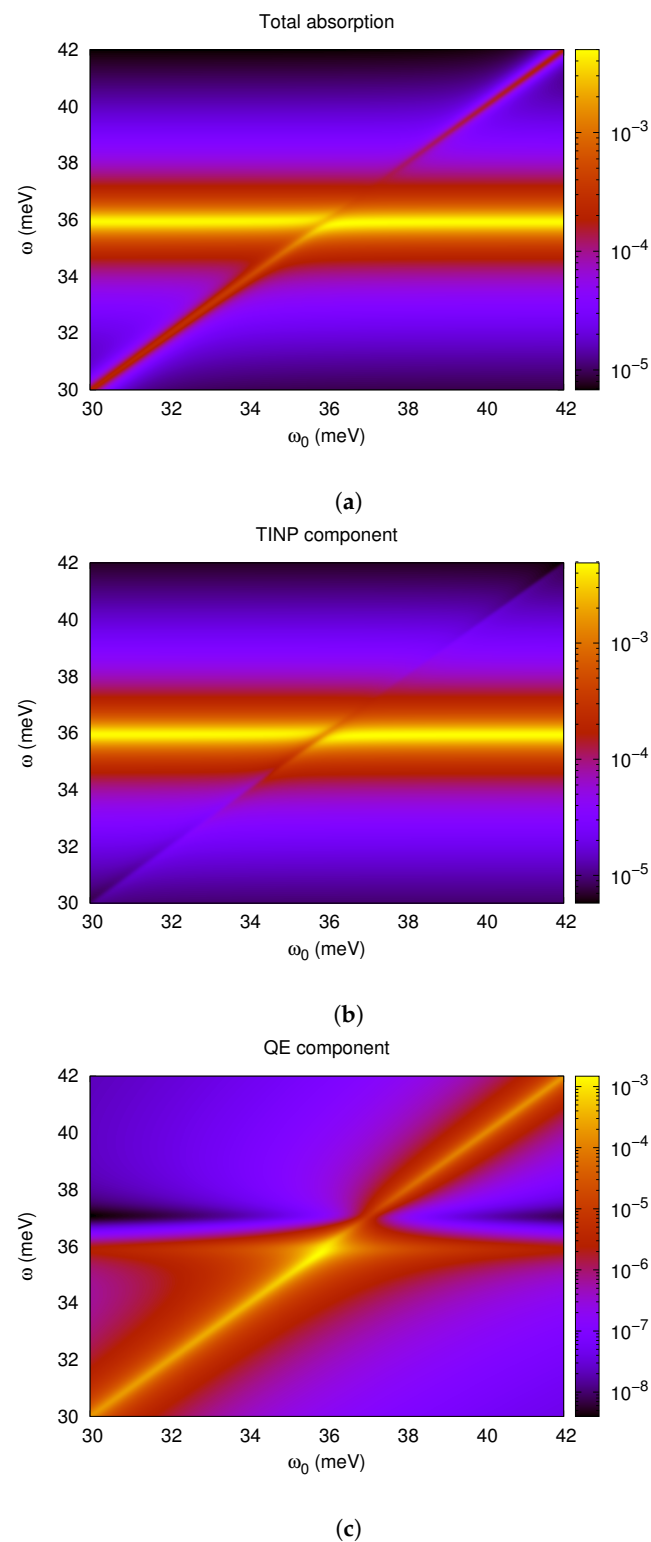 Total absorption
42
40
38
36
34
32
30
ω (meV)
30 32 34 36 38 40 42
ω₀ (meV)
10⁻³
10⁻⁴
10⁻⁵
(a)
TINP component
42
40
38
36
34
32
30
ω (meV)
30 32 34 36 38 40 42
ω₀ (meV)
10⁻³
10⁻⁴
10⁻⁵
(b)
QE component
42
40
38
36
34
32
30
ω (meV)
30 32 34 36 38 40 42
ω₀ (meV)
10⁻³
10⁻⁴
10⁻⁵
10⁻⁶
10⁻⁷
10⁻⁸
(c)